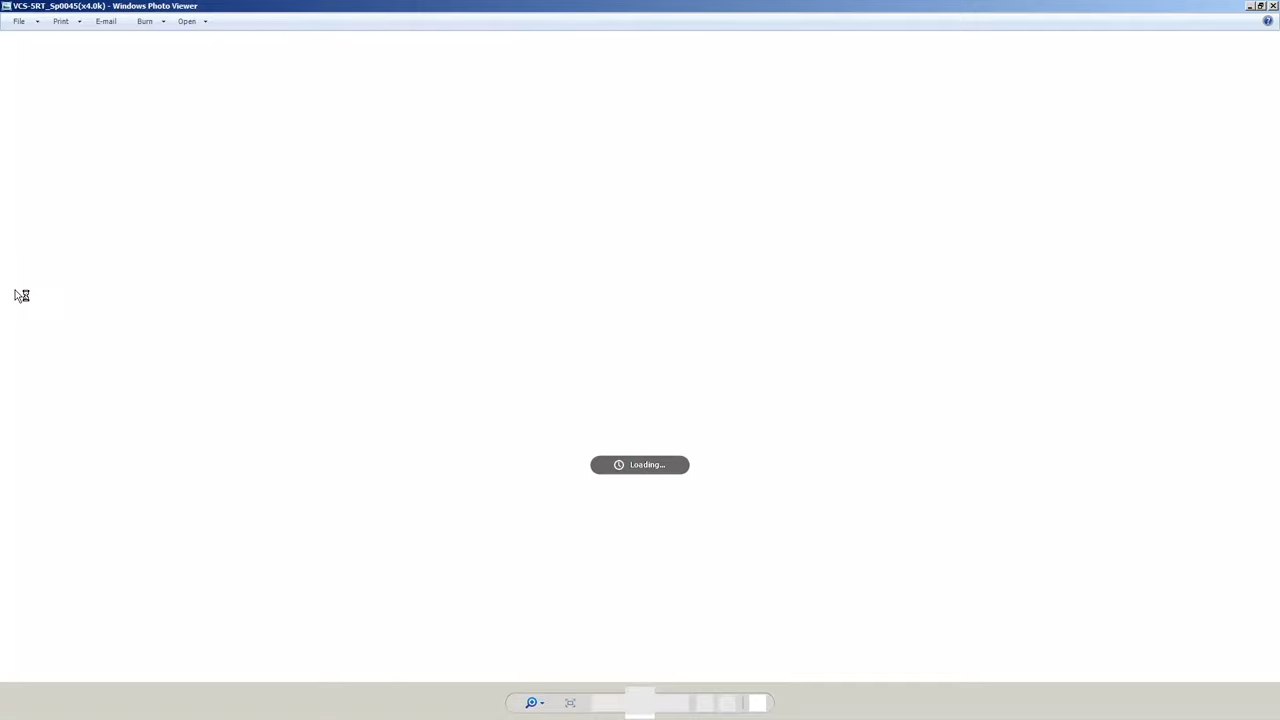 VCS-5RT_Sp0045(x4.0k) - Windows Photo Viewer
File Print E-mail Burn Open
Loading...